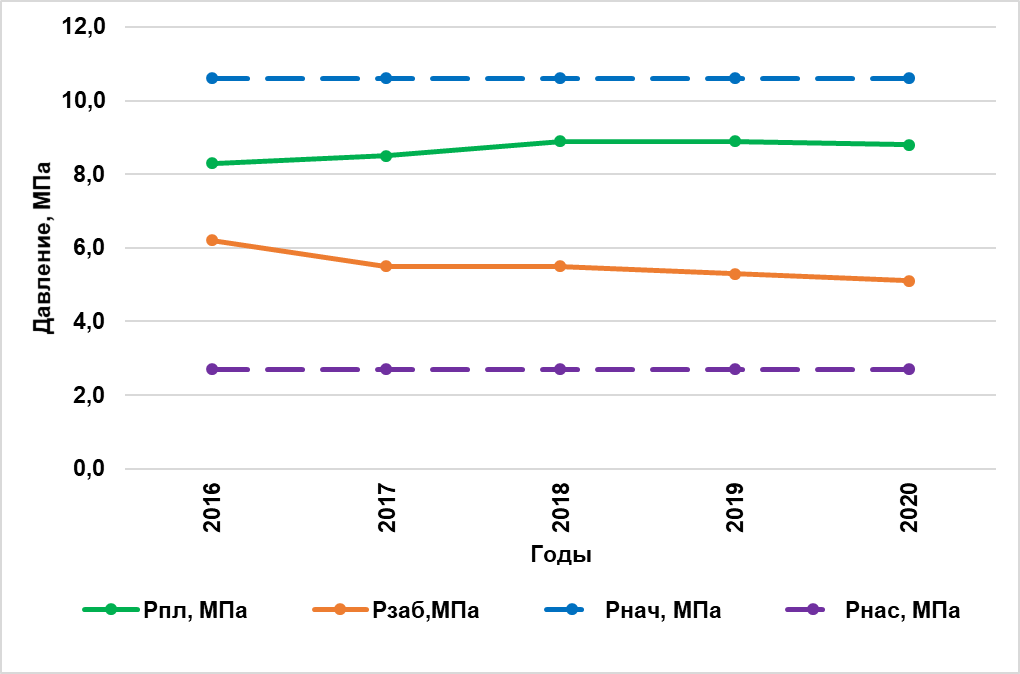 12,0
10,0
8,0
6,0
4,0
2,0
0,0
Давление, МПа
2016
2017
2018
2019
2020
Годы
Рпл, МПа
Рзаб,МПа
Рнач, МПа
Рнас, МПа